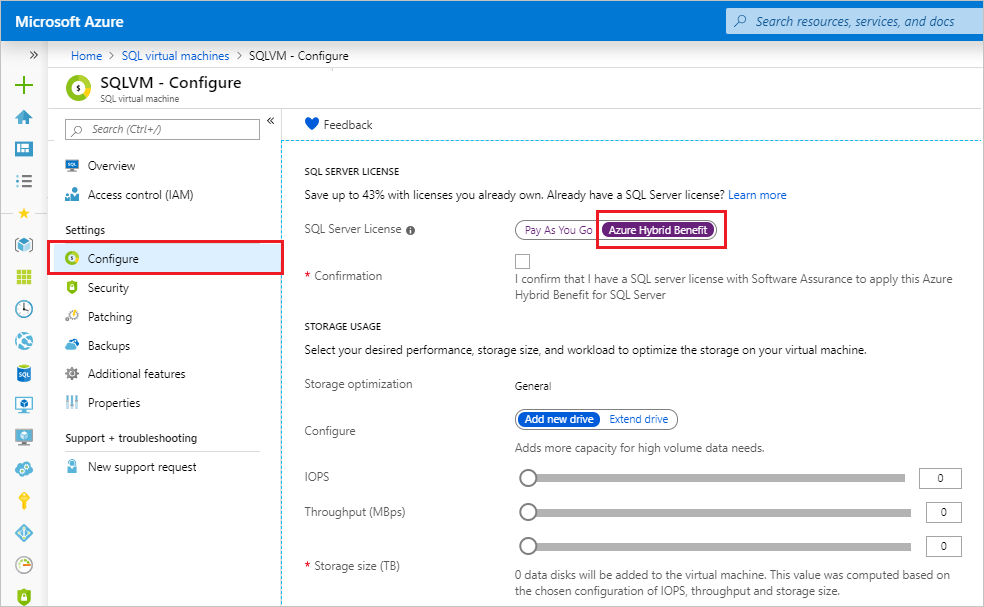 Microsoft Azure
Search resources, services, and docs
Home > SQL virtual machines > SQLVM - Configure
SQLVM - Configure
SQL virtual machine
Search (Ctrl+/)
Overview
Access control (IAM)
Settings
Configure
Security
Patching
Backups
Additional features
Properties
Support + troubleshooting
New support request
Feedback
SQL SERVER LICENSE
Save up to 43% with licenses you already own. Already have a SQL Server license? Learn more
SQL Server License
Pay As You Go Azure Hybrid Benefit
* Confirmation
I confirm that I have a SQL server license with Software Assurance to apply this Azure
Hybrid Benefit for SQL Server
STORAGE USAGE
Select your desired performance, storage size, and workload to optimize the storage on your virtual machine.
Storage optimization
General
Configure
Add new drive Extend drive
Adds more capacity for high volume data needs.
IOPS
0
Throughput (MBps)
0
* Storage size (TB)
0
0 data disks will be added to the virtual machine. This value was computed based on
the chosen configuration of IOPS, throughput and storage size.